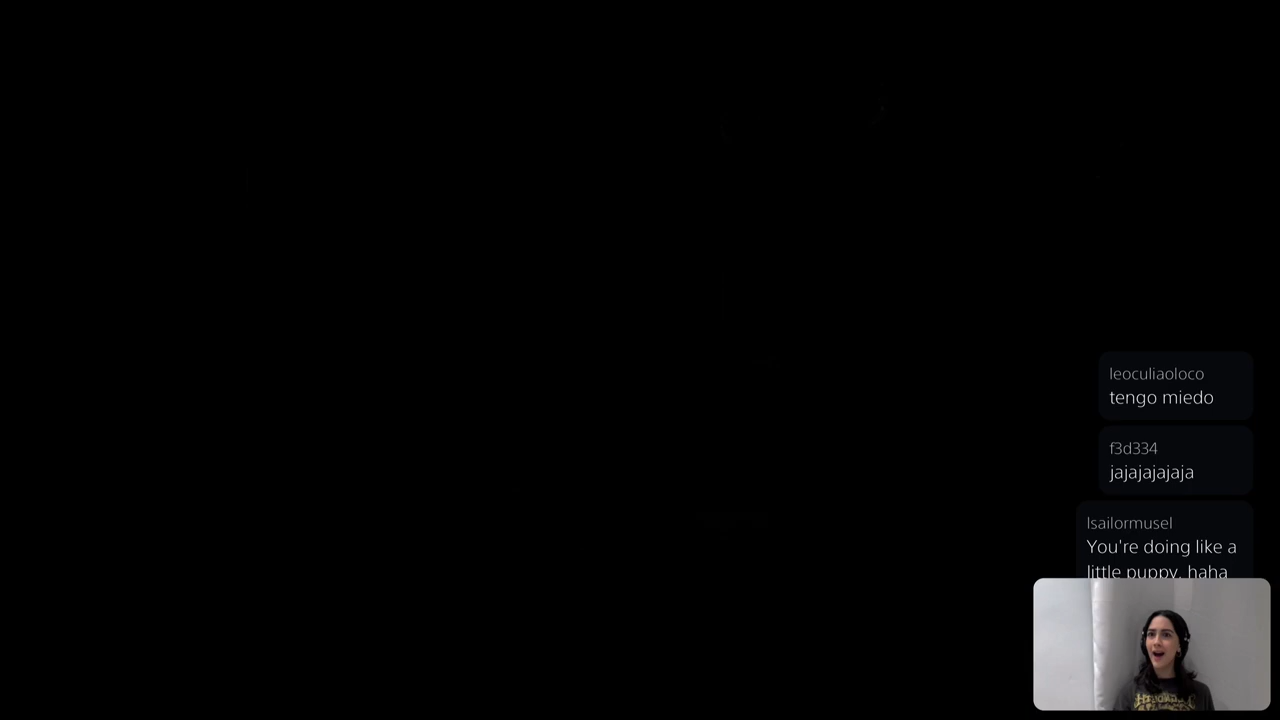 leoculiaoloco
tengo miedo
f3d334
jajajajajaja
lsailormusel
You're doing like a
little puppy, haha